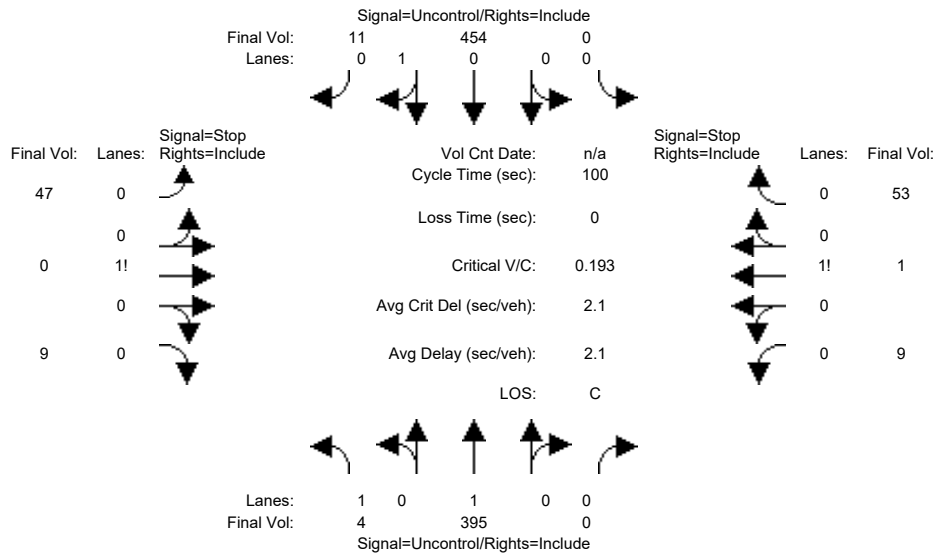 Signal=Uncontrol/Rights=Include
Final Vol: 11 454 0
Lanes: 0 1 0 0 0
Signal=Stop Signal=Stop
Final Vol: Lanes: Rights=Include Vol Cnt Date: n/a Rights=Include Lanes: Final Vol:
Cycle Time (sec): 100
47 0 0 53
Loss Time (sec): 0
0 0
0 1! Critical V/C: 0.193 1! 1
0 Avg Crit Del (sec/veh): 2.1 0
9 0 Avg Delay (sec/veh): 2.1 0 9
LOS: C
Lanes: 1 0 1 0 0
Final Vol: 4 395 0
Signal=Uncontrol/Rights=Include